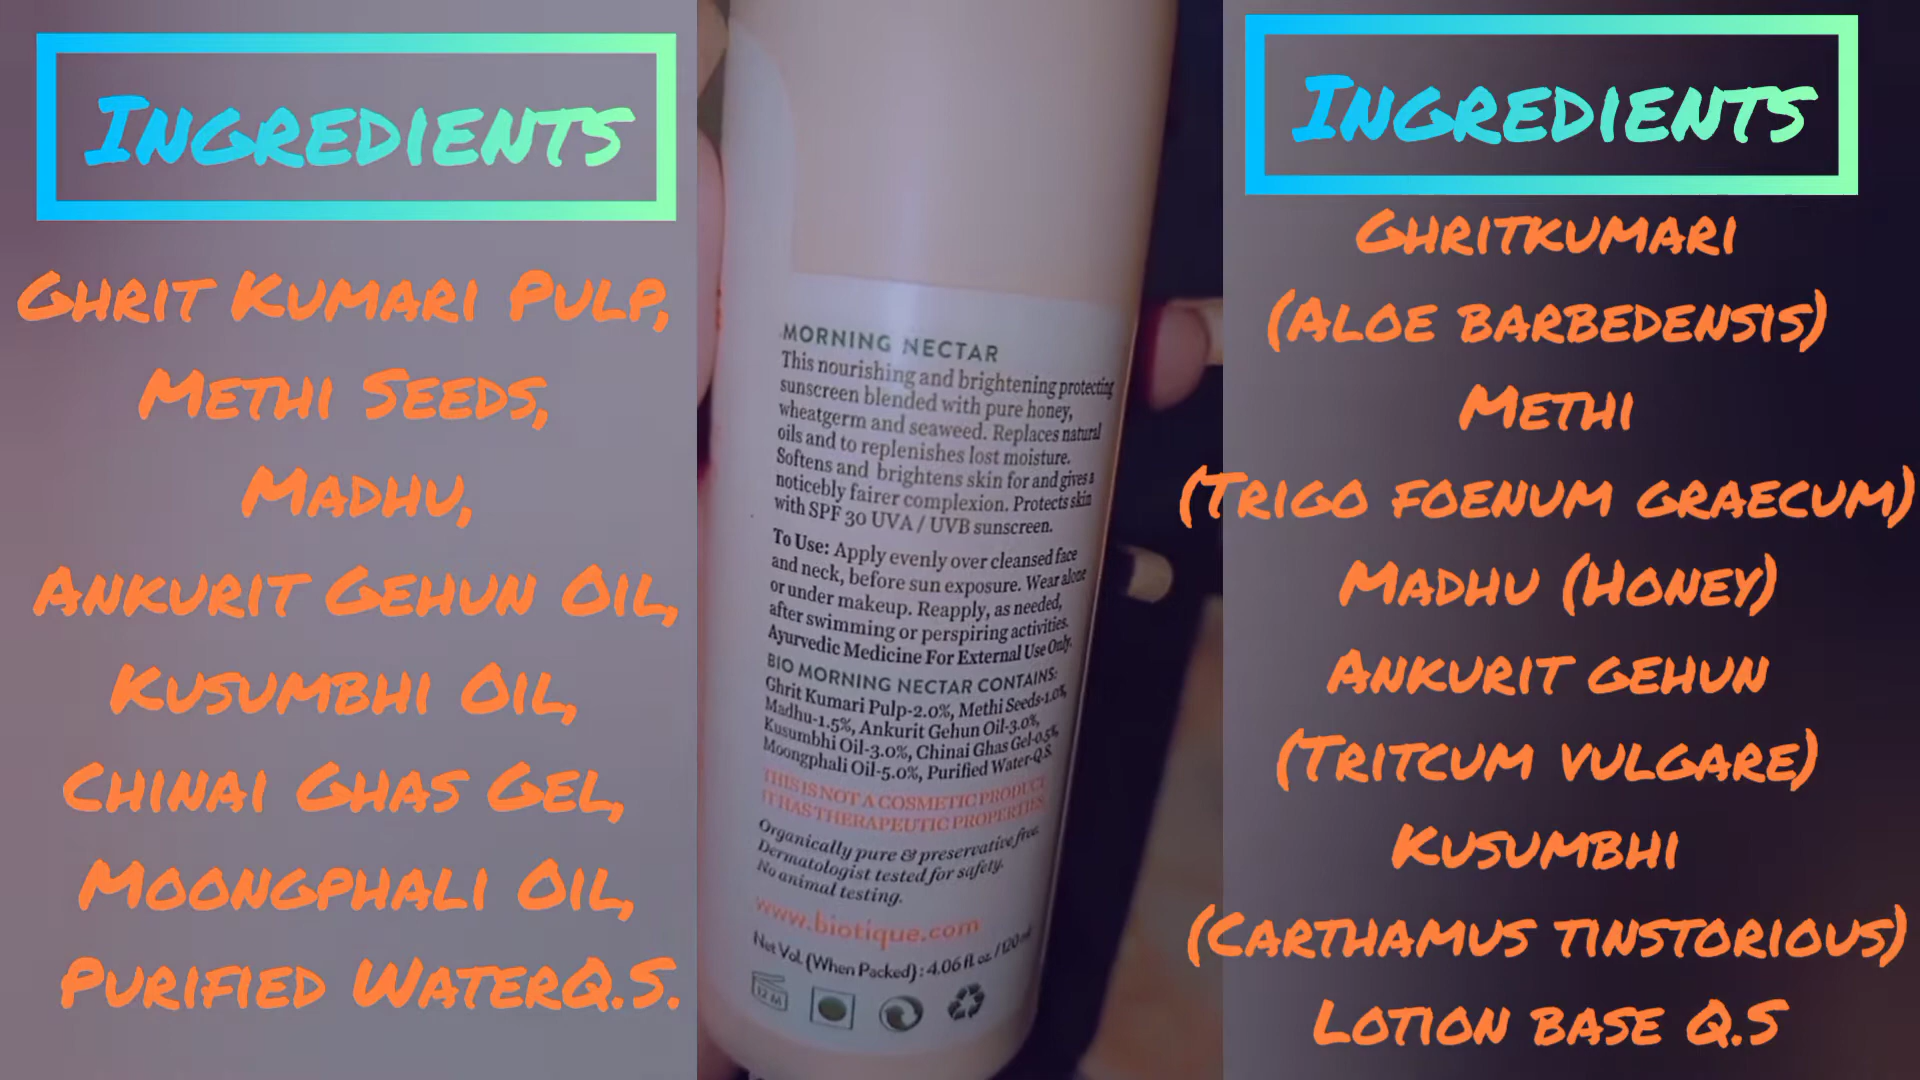 INGREDIENTS
GHRIT KUMARI PULP,
METHI SEEDS,
MADHU,
ANKURIT GEHUN OIL,
KUSUMBHI OIL,
CHINAI GHAS GEL,
MOONGPHALI OIL,
PURIFIED WATERQ.S.
MORNING NECTAR
This nourishing and brightening protecting
sunscreen blended with pure honey,
wheatgerm and seaweed. Replaces natural
oils and to replenishes lost moisture.
Softens and brightens skin for and gives a
noticebly fairer complexion. Protects skin
with SPF 30 UVA / UVB sunscreen.
To Use: Apply evenly over cleansed face
and neck, before sun exposure. Wear alone
or under makeup. Reapply, as needed,
after swimming or perspiring activities.
Ayurvedic Medicine For External Use Only.
BIO MORNING NECTAR CONTAINS:
Ghrit Kumari Pulp-2.0%, Methi Seeds-1.0%,
Madhu-1.5%, Ankurit Gehun Oil-3.0%,
Kusumbhi Oil-3.0%, Chinai Ghas Gel-0.5%,
Moongphali Oil-5.0%, Purified Water-Q.S.
THIS IS NOT A COSMETIC PRODUCT
IT HAS THERAPEUTIC PROPERTIES
Organically pure & preservative free.
Dermatologist tested for safety.
No animal testing.
www.biotique.com
Net Vol. (When Packed) : 4.06 fl. oz. / 120 ml
12 M
INGREDIENTS
GHRITKUMARI
(ALOE BARBEDENSIS)
METHI
(TRIGO FOENUM GRAECUM)
MADHU (HONEY)
ANKURIT GEHUN
(TRITCUM VULGARE)
KUSUMBHI
(CARTHAMUS TINSTORIOUS)
LOTION BASE Q.S